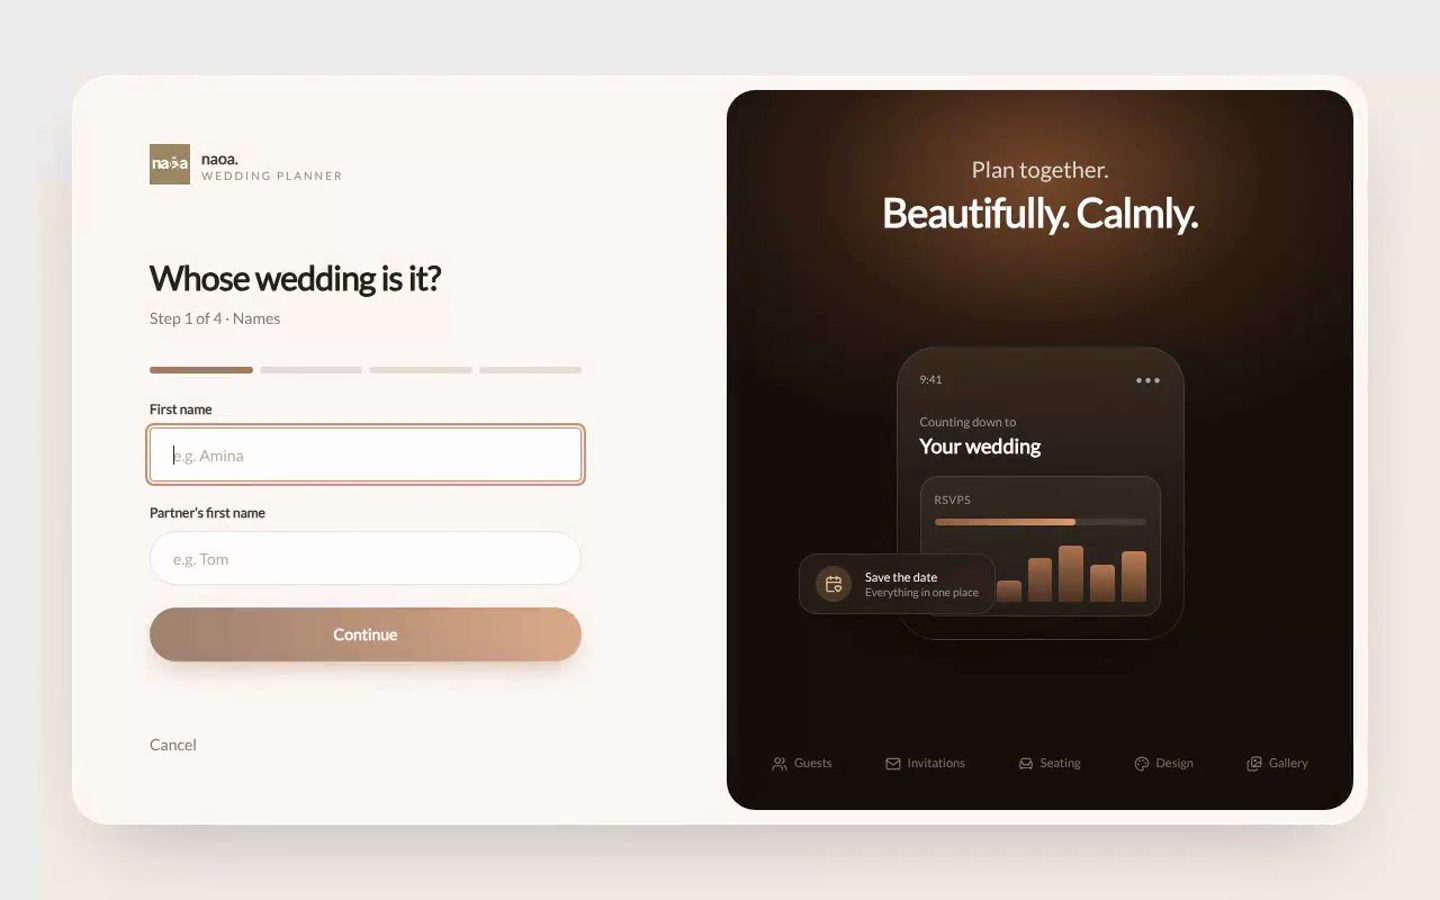 naoa
naoa.
WEDDING PLANNER
Whose wedding is it?
Step 1 of 4 · Names
First name
e.g. Amina
Partner's first name
e.g. Tom
Continue
Cancel
Plan together.
Beautifully. Calmly.
9:41
Counting down to
Your wedding
RSVPS
Save the date
Everything in one place
Guests
Invitations
Seating
Design
Gallery